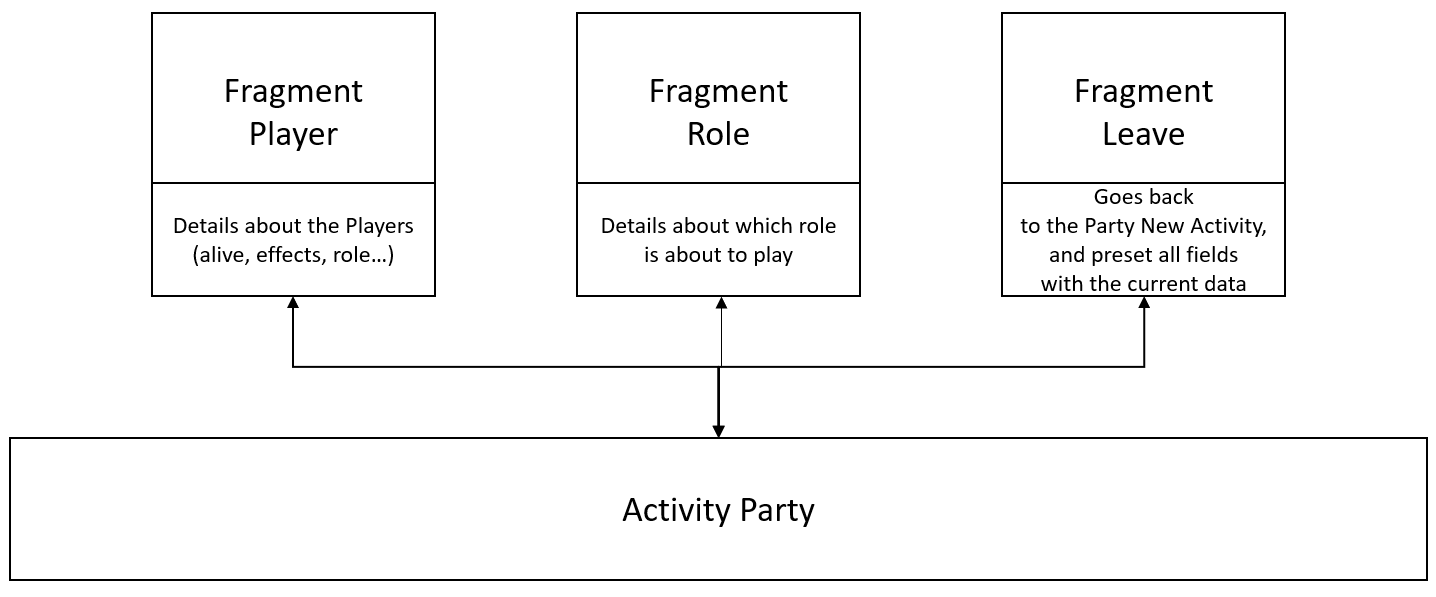 Fragment
Player
Details about the Players
(alive, effects, role...)
Fragment
Role
Details about which role
is about to play
Fragment
Leave
Goes back
to the Party New Activity,
and preset all fields
with the current data
Activity Party